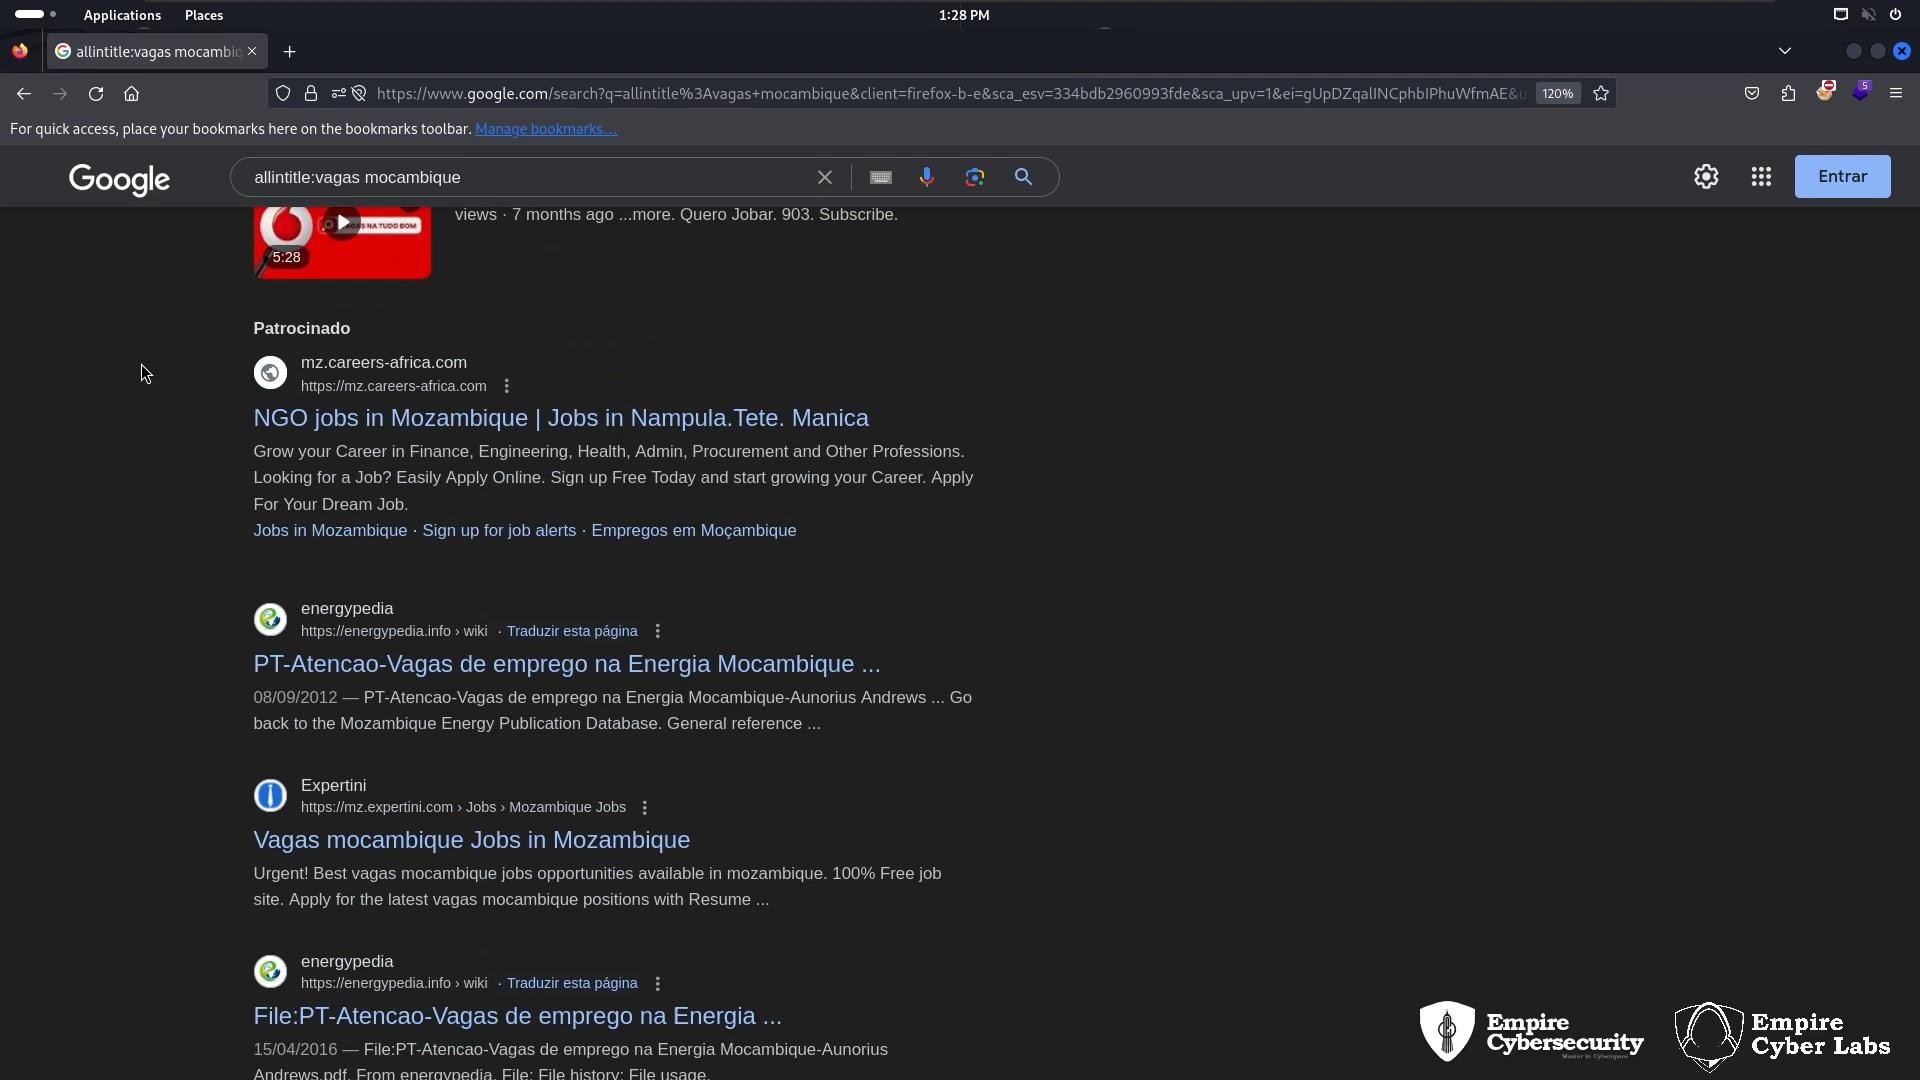 Applications Places 1:28 PM
allintitle:vagas mocambiq
https://www.google.com/search?q=allintitle%3Avagas+mocambique&client=firefox-b-e&sca_esv=334bdb2960993fde&sca_upv=1&ei=gUpDZqalINCphbIPhuWfmAE&u 120% 5
For quick access, place your bookmarks here on the bookmarks toolbar. Manage bookmarks…
Google allintitle:vagas mocambique Entrar
views · 7 months ago ...more. Quero Jobar. 903. Subscribe.
AS NA TUDO BOM
5:28
Patrocinado
mz.careers-africa.com
https://mz.careers-africa.com
NGO jobs in Mozambique | Jobs in Nampula.Tete. Manica
Grow your Career in Finance, Engineering, Health, Admin, Procurement and Other Professions.
Looking for a Job? Easily Apply Online. Sign up Free Today and start growing your Career. Apply
For Your Dream Job.
Jobs in Mozambique · Sign up for job alerts · Empregos em Moçambique
energypedia
https://energypedia.info › wiki · Traduzir esta página
PT-Atencao-Vagas de emprego na Energia Mocambique ...
08/09/2012 — PT-Atencao-Vagas de emprego na Energia Mocambique-Aunorius Andrews ... Go
back to the Mozambique Energy Publication Database. General reference ...
Expertini
https://mz.expertini.com › Jobs › Mozambique Jobs
Vagas mocambique Jobs in Mozambique
Urgent! Best vagas mocambique jobs opportunities available in mozambique. 100% Free job
site. Apply for the latest vagas mocambique positions with Resume ...
energypedia
https://energypedia.info › wiki · Traduzir esta página
File:PT-Atencao-Vagas de emprego na Energia ...
15/04/2016 — File:PT-Atencao-Vagas de emprego na Energia Mocambique-Aunorius
Andrews.pdf. From energypedia. File; File history; File usage.
Empire
Cybersecurity
Master in Cyberspace
Empire
Cyber Labs